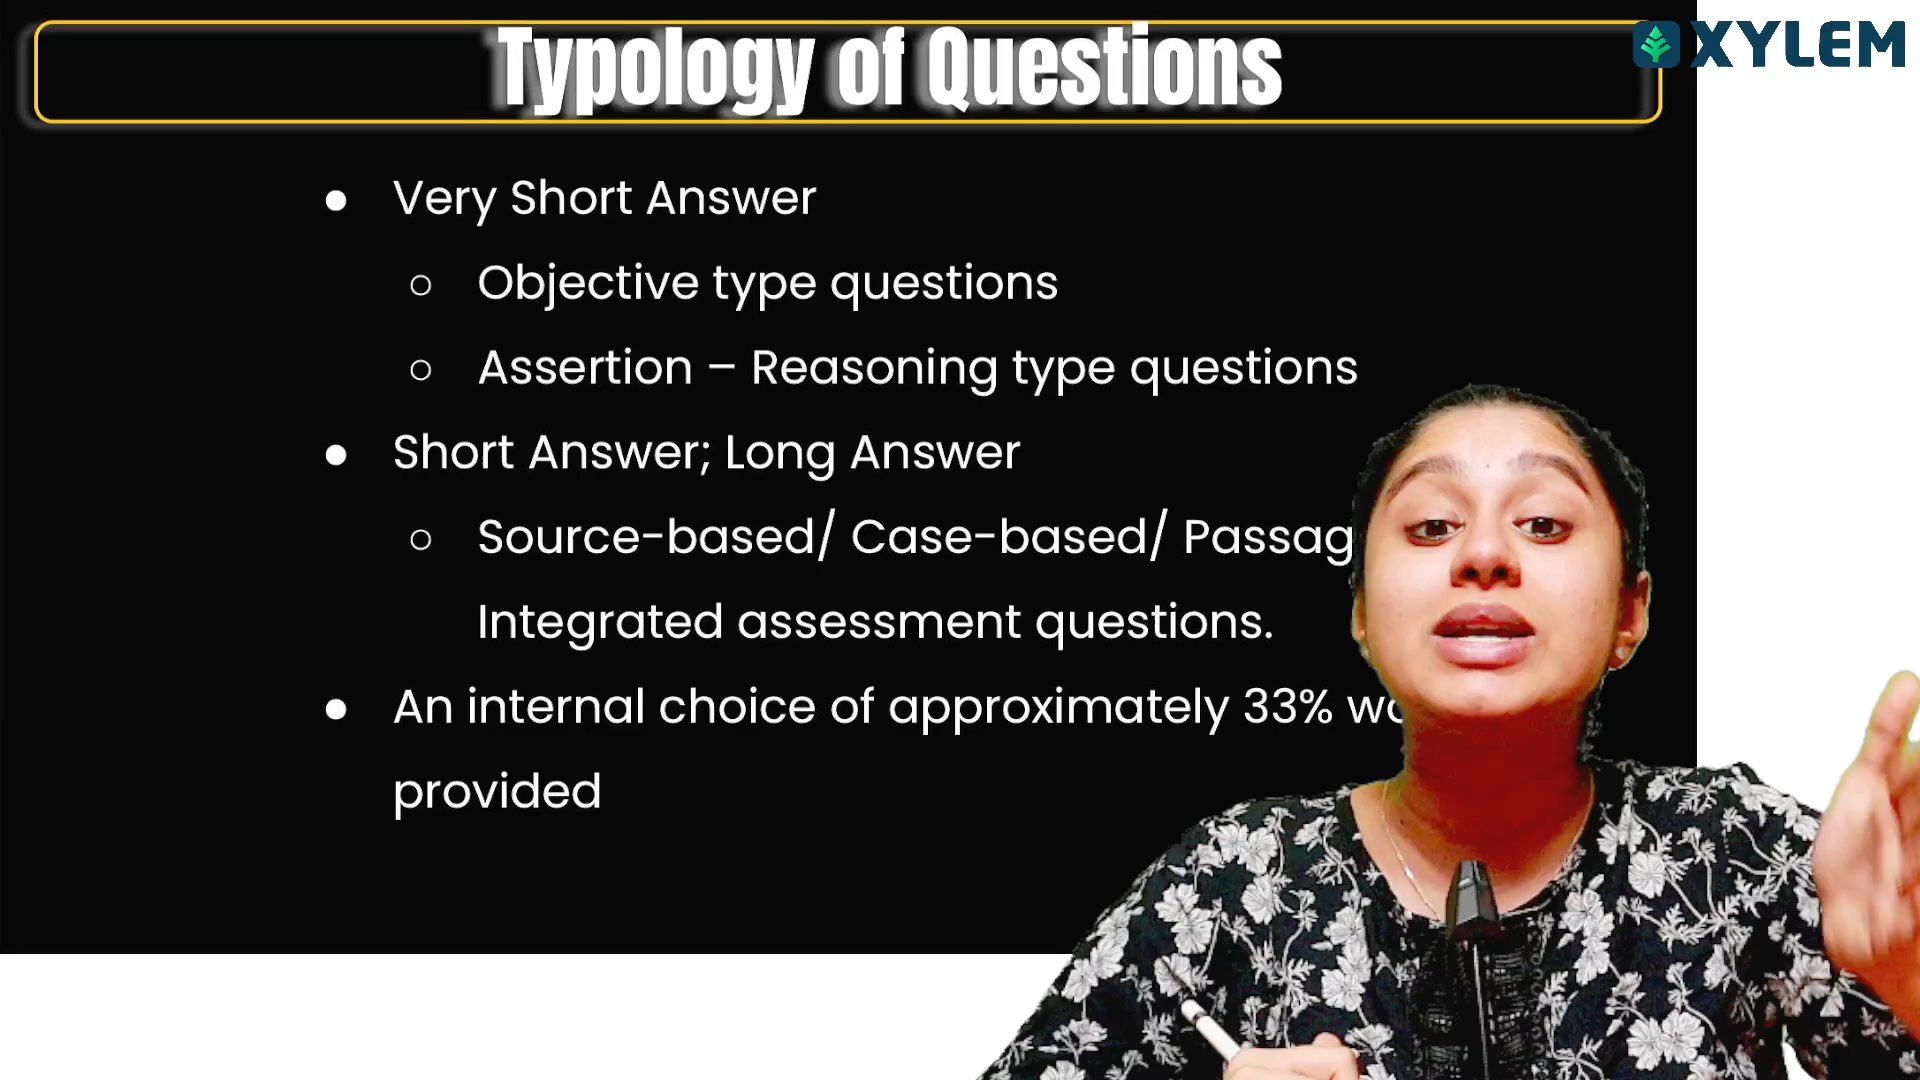 Typology of Questions
XYLEM
● Very Short Answer
○ Objective type questions
○ Assertion – Reasoning type questions
● Short Answer; Long Answer
○ Source-based/ Case-based/
Integrated assessment questions.
● An internal choice of approximately 33%
provided